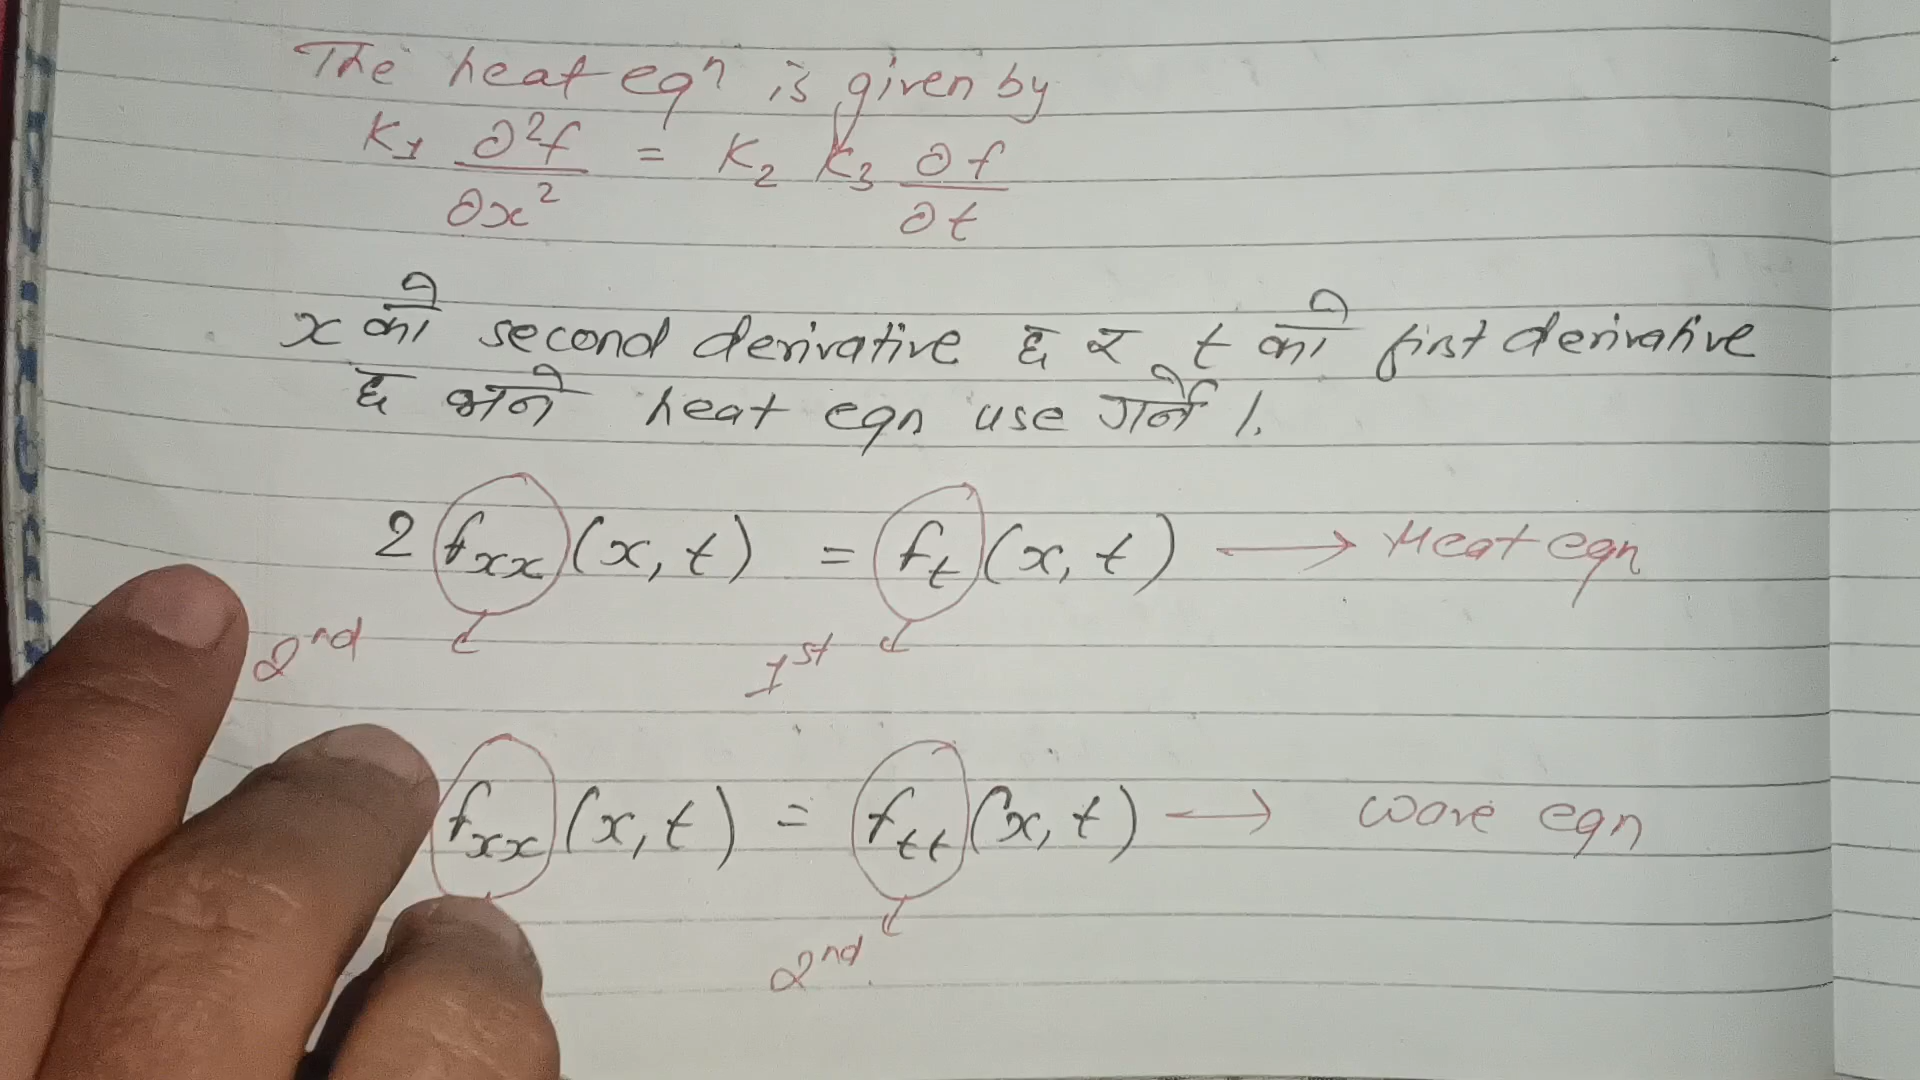 The heat eqn is given by
K1 ∂²f/∂x² = K2 K3 ∂f/∂t
x को second derivative छ र t को first derivative
छ भने heat eqn use गर्ने ।.
2 fxx (x, t) = ft (x, t) → Heat eqn
2nd 1st
fxx (x, t) = ftt (x, t) → wave eqn
2nd